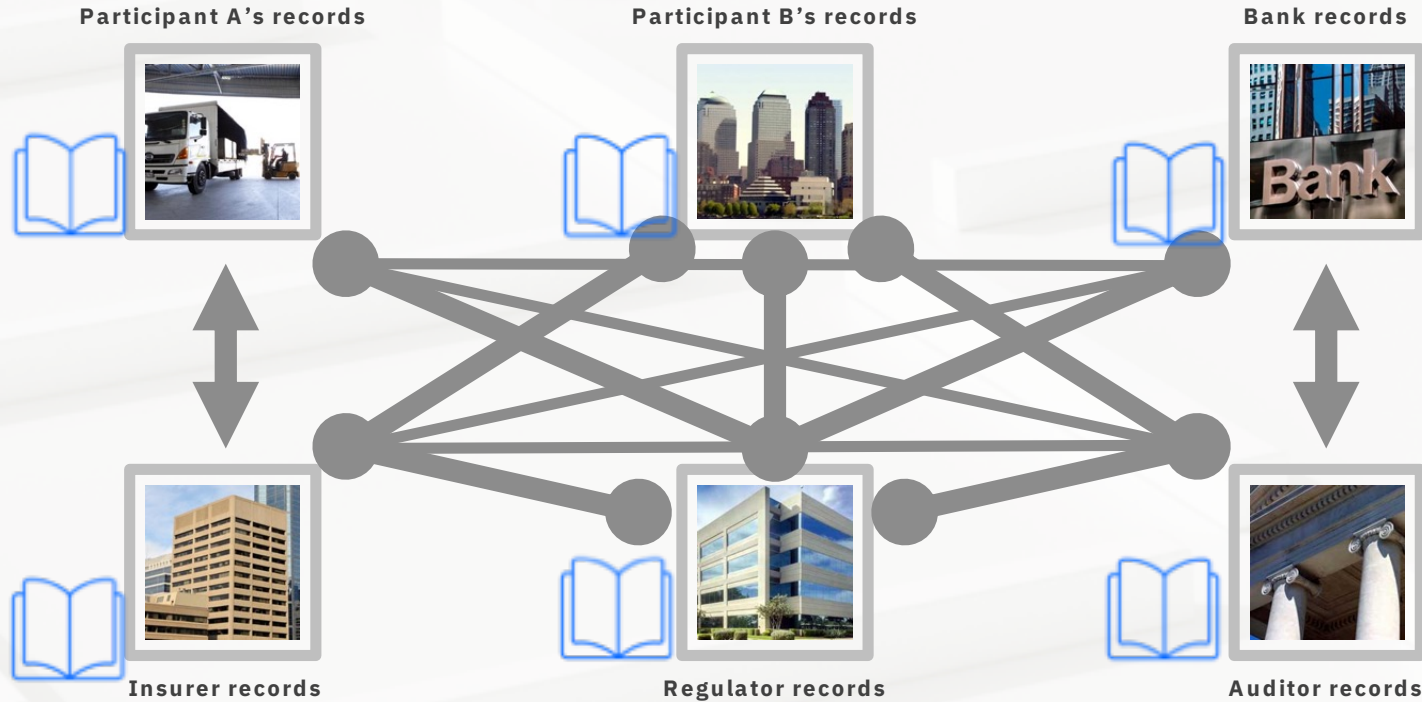 Participant A’s records
Participant B’s records
Bank records
Bank
Insurer records
Regulator records
Auditor records